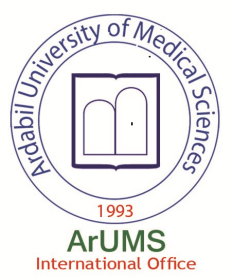 Ardabil University of Medical Sciences
1993
ArUMS
International Office